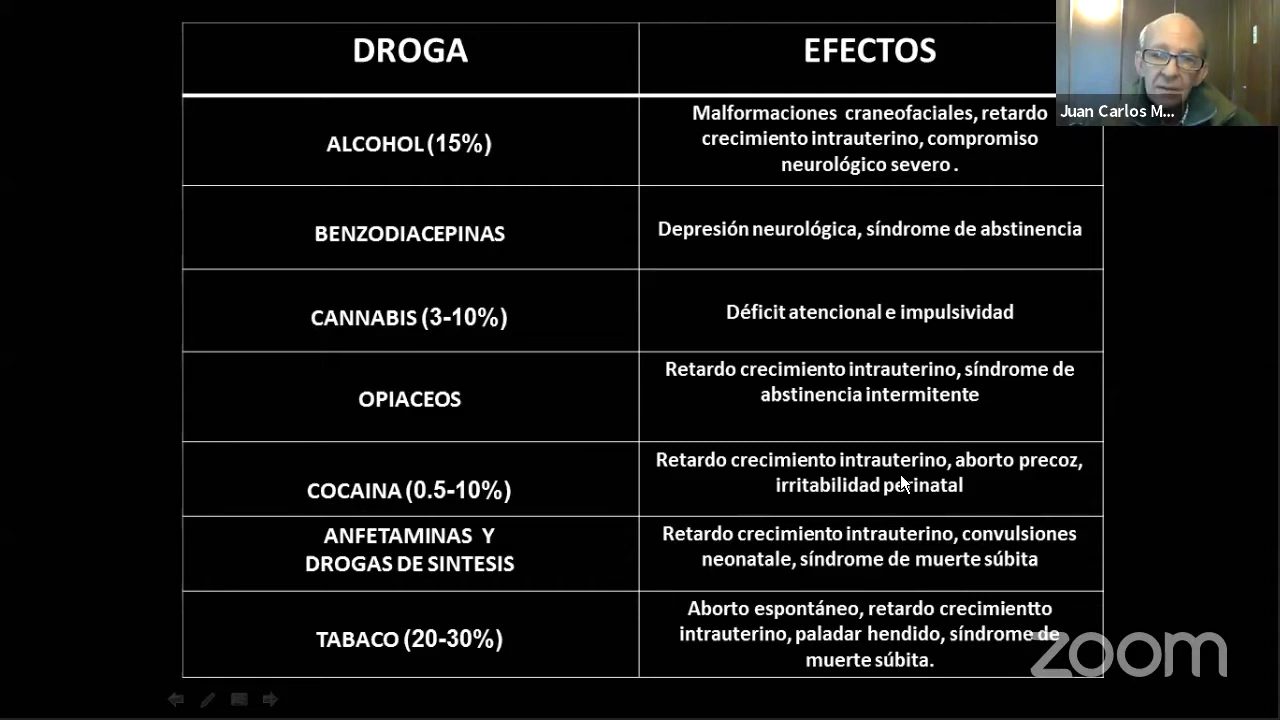 DROGA
EFECTOS
Juan Carlos M...
ALCOHOL (15%)
Malformaciones craneofaciales, retardo
crecimiento intrauterino, compromiso
neurológico severo .
BENZODIACEPINAS
Depresión neurológica, síndrome de abstinencia
CANNABIS (3-10%)
Déficit atencional e impulsividad
OPIACEOS
Retardo crecimiento intrauterino, síndrome de
abstinencia intermitente
COCAINA (0.5-10%)
Retardo crecimiento intrauterino, aborto precoz,
irritabilidad perinatal
ANFETAMINAS Y
DROGAS DE SINTESIS
Retardo crecimiento intrauterino, convulsiones
neonatale, síndrome de muerte súbita
TABACO (20-30%)
Aborto espontáneo, retardo crecimientto
intrauterino, paladar hendido, síndrome de
muerte súbita.
zoom